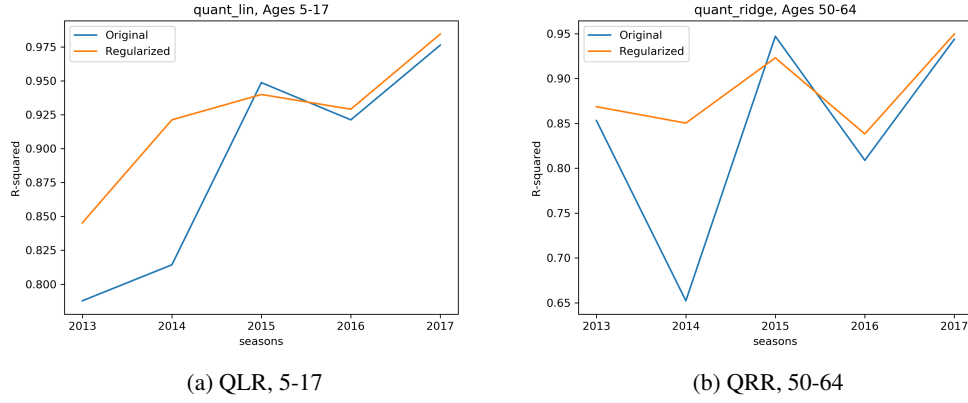 quant_lin, Ages 5-17
Original
Regularized
0.975
0.950
0.925
0.900
0.875
0.850
0.825
0.800
R-squared
2013 2014 2015 2016 2017
seasons
(a) QLR, 5-17
quant_ridge, Ages 50-64
Original
Regularized
0.95
0.90
0.85
0.80
0.75
0.70
0.65
R-squared
2013 2014 2015 2016 2017
seasons
(b) QRR, 50-64